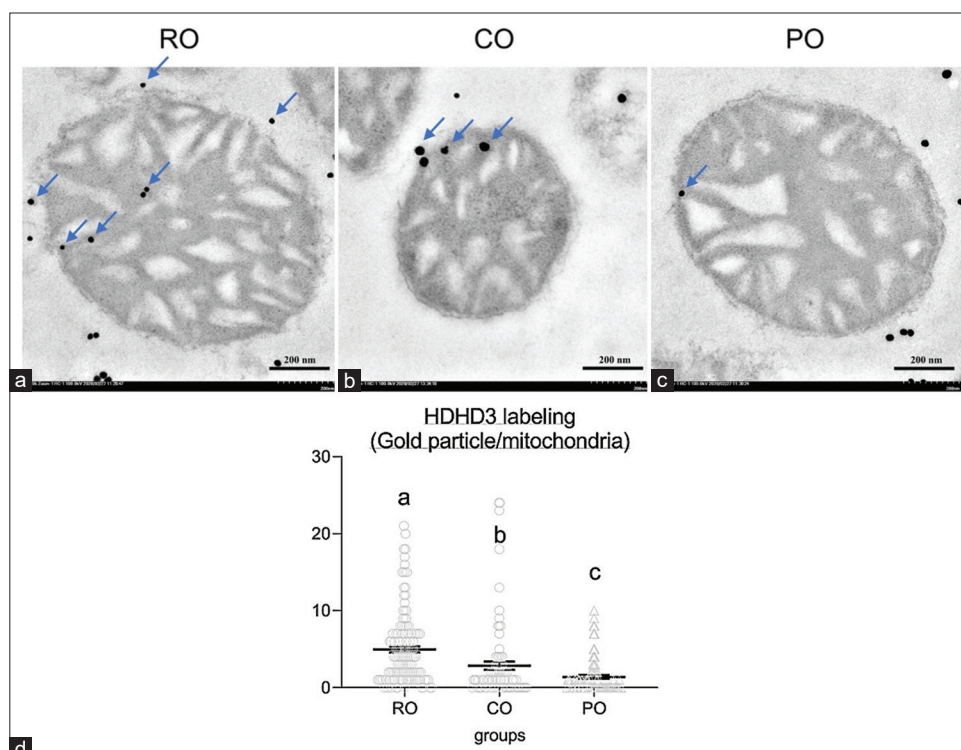 RO CO PO
200 nm 200 nm 200 nm
a b c
HDHD3 labeling
(Gold particle/mitochondria)
30
a
20
b
c
10
0
RO CO PO
groups
d